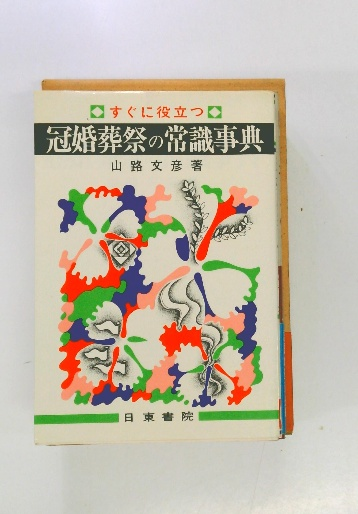 すぐに役立つ
冠婚葬祭の常識事典
山路文彦著
日東書院